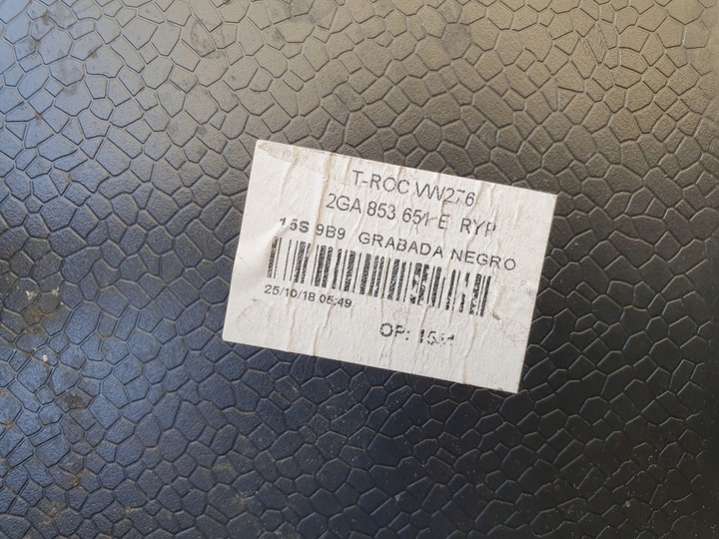 T-ROC VW276
2GA 853 651 E RYP
15S 9B9 GRABADA NEGRO
25/10/18 05:49
OP: